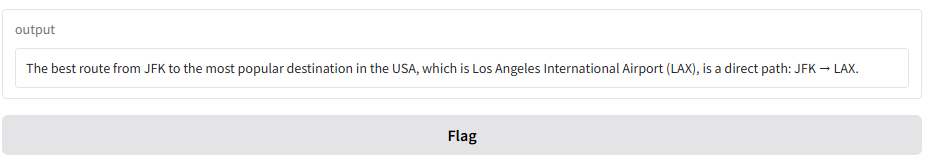 output
The best route from JFK to the most popular destination in the USA, which is Los Angeles International Airport (LAX), is a direct path: JFK → LAX.
Flag